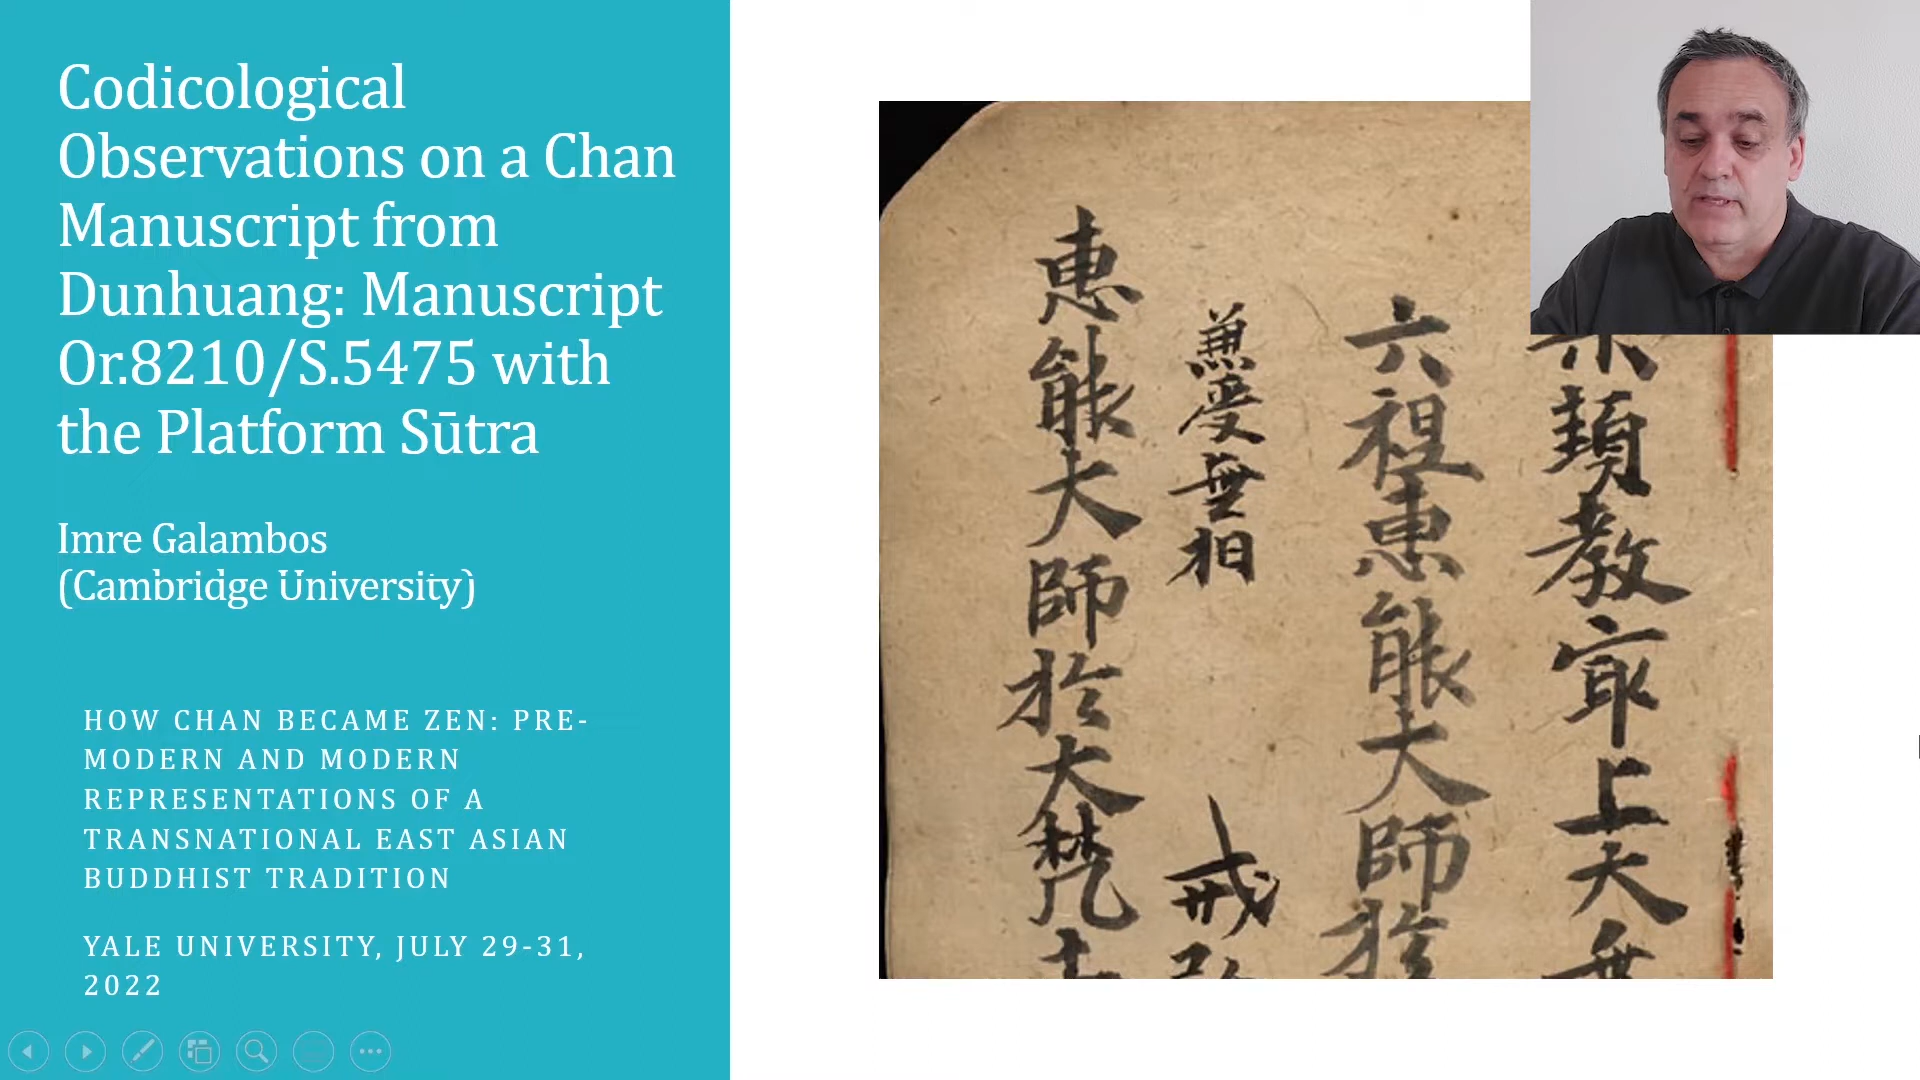 Codicological
Observations on a Chan
Manuscript from
Dunhuang: Manuscript
Or.8210/S.5475 with
the Platform Sūtra
Imre Galambos
(Cambridge University)
HOW CHAN BECAME ZEN: PRE-
MODERN AND MODERN
REPRESENTATIONS OF A
TRANSNATIONAL EAST ASIAN
BUDDHIST TRADITION
YALE UNIVERSITY, JULY 29-31,
2022
頓教㝡上大
六祖惠能大師扵
兼受無相 戒
惠能大師扵大梵